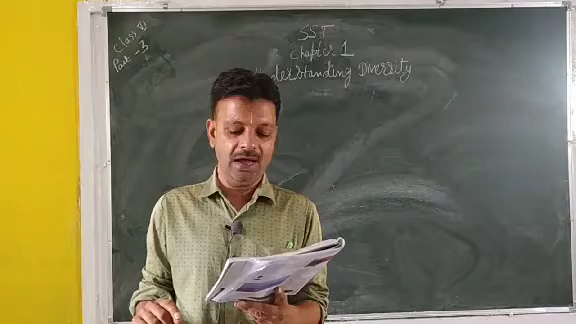 Class VI
Part - 3
SST
Chapter 1
derstanding Diversity